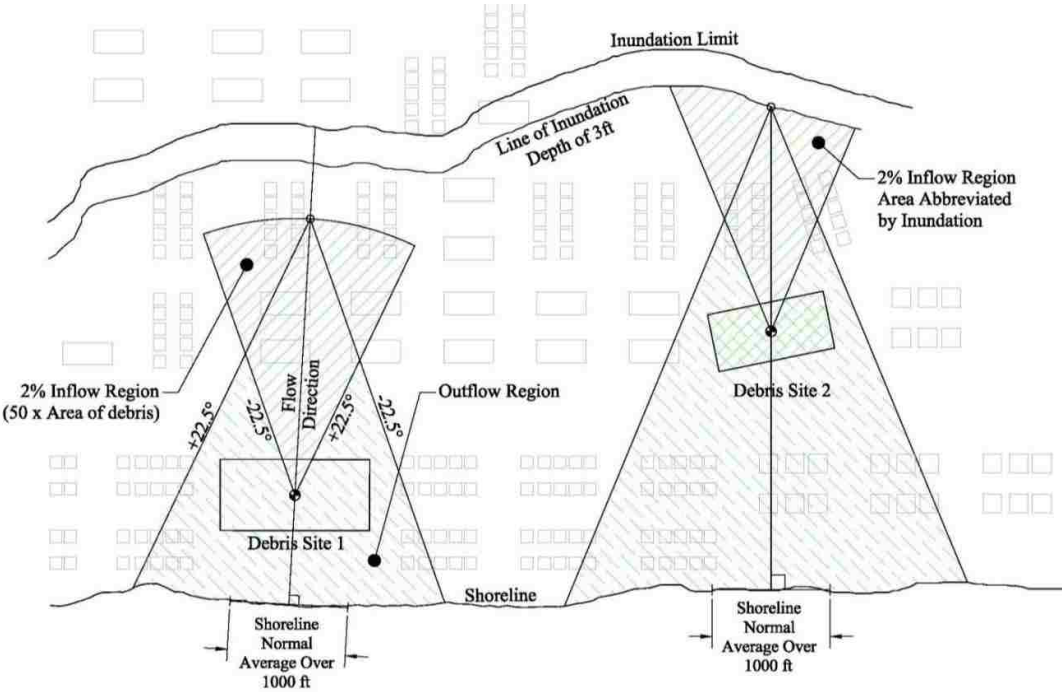 Inundation Limit
Line of Inundation
Depth of 3ft
2% Inflow Region
Area Abbreviated
by Inundation
2% Inflow Region
(50 x Area of debris)
+22.5°
-22.5°
Flow
Direction
+22.5°
-22.5°
Outflow Region
Debris Site 2
Debris Site 1
Shoreline
Shoreline
Normal
Average Over
1000 ft
Shoreline
Normal
Average Over
1000 ft